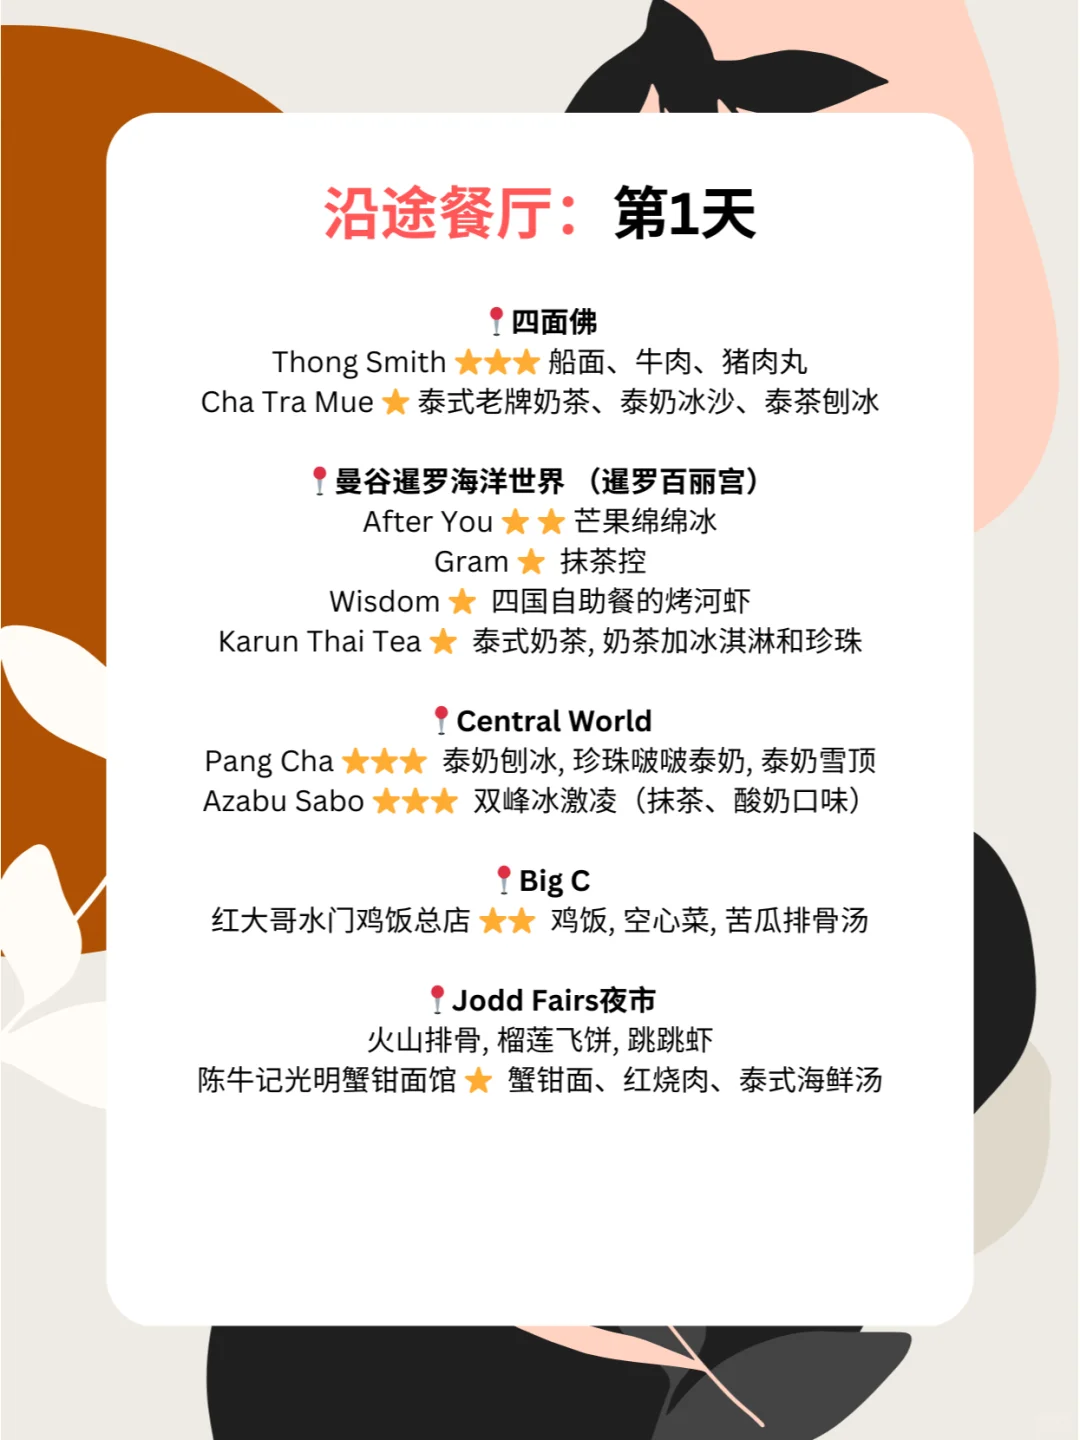 沿途餐厅：第1天
📍四面佛
Thong Smith ⭐⭐⭐ 船面、牛肉、猪肉丸
Cha Tra Mue ⭐ 泰式老牌奶茶、泰奶冰沙、泰茶刨冰
📍曼谷暹罗海洋世界 （暹罗百丽宫）
After You ⭐ ⭐ 芒果绵绵冰
Gram ⭐ 抹茶控
Wisdom ⭐ 四国自助餐的烤河虾
Karun Thai Tea ⭐ 泰式奶茶, 奶茶加冰淇淋和珍珠
📍Central World
Pang Cha ⭐⭐⭐ 泰奶刨冰, 珍珠啵啵泰奶, 泰奶雪顶
Azabu Sabo ⭐⭐⭐ 双峰冰激凌（抹茶、酸奶口味）
📍Big C
红大哥水门鸡饭总店 ⭐⭐ 鸡饭, 空心菜, 苦瓜排骨汤
📍Jodd Fairs夜市
火山排骨, 榴莲飞饼, 跳跳虾
陈牛记光明蟹钳面馆 ⭐ 蟹钳面、红烧肉、泰式海鲜汤